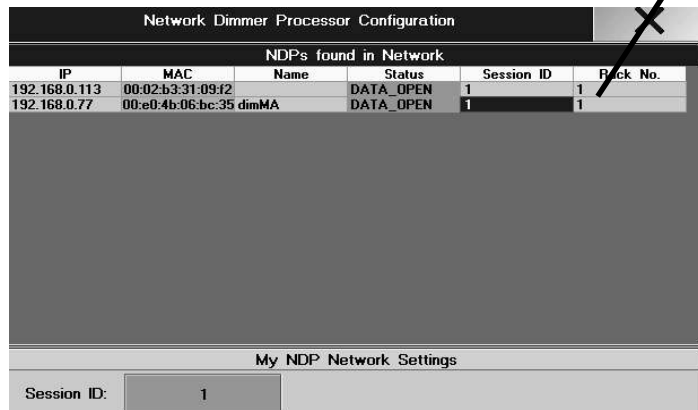 Network Dimmer Processor Configuration
NDPs found in Network
IP MAC Name Status Session ID Rack No.
192.168.0.113 00:02:b3:31:09:f2 DATA_OPEN 1 1
192.168.0.77 00:e0:4b:06:bc:35 dimMA DATA_OPEN 1 1
My NDP Network Settings
Session ID: 1